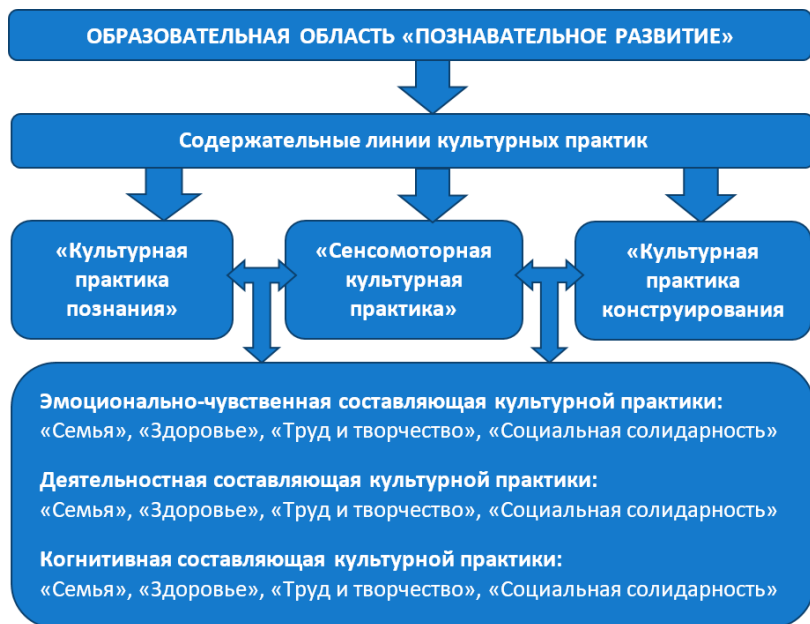 ОБРАЗОВАТЕЛЬНАЯ ОБЛАСТЬ «ПОЗНАВАТЕЛЬНОЕ РАЗВИТИЕ»
Содержательные линии культурных практик
«Культурная
практика
познания»
«Сенсомоторная
культурная
практика»
«Культурная
практика
конструирования
Эмоционально-чувственная составляющая культурной практики:
«Семья», «Здоровье», «Труд и творчество», «Социальная солидарность»
Деятельностная составляющая культурной практики:
«Семья», «Здоровье», «Труд и творчество», «Социальная солидарность»
Когнитивная составляющая культурной практики:
«Семья», «Здоровье», «Труд и творчество», «Социальная солидарность»